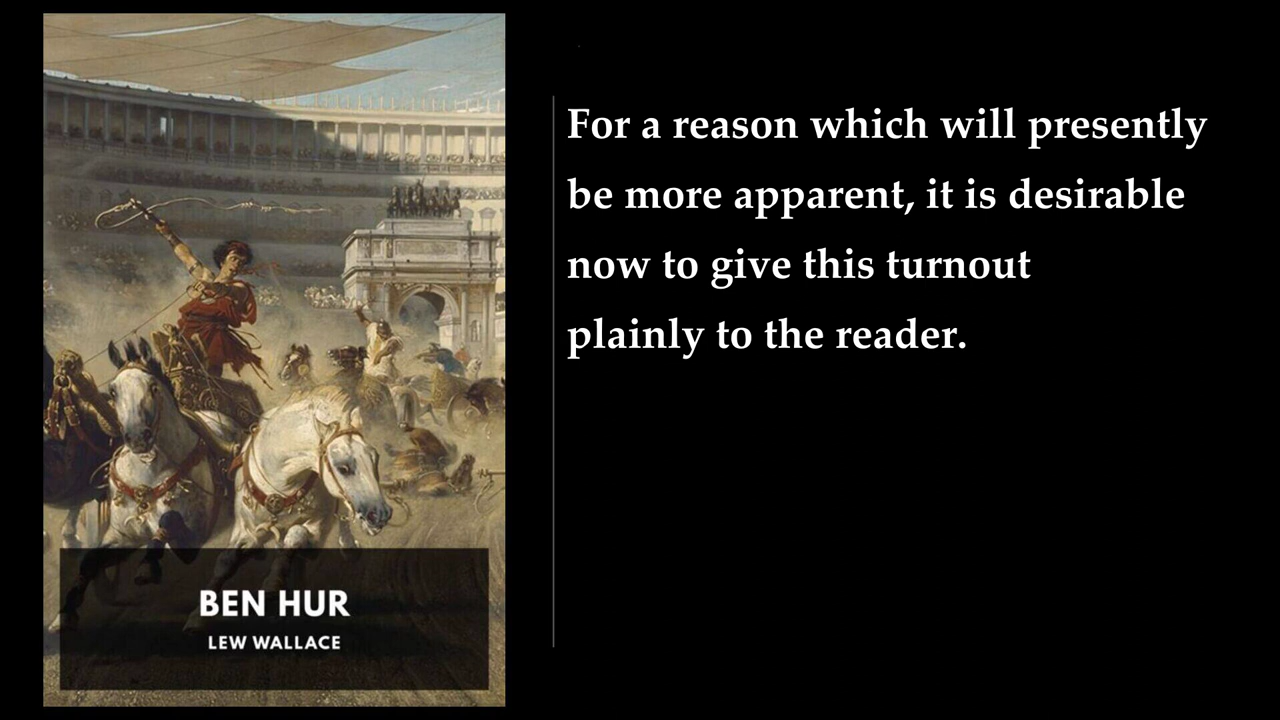 For a reason which will presently
be more apparent, it is desirable
now to give this turnout
plainly to the reader.
BEN HUR
LEW WALLACE